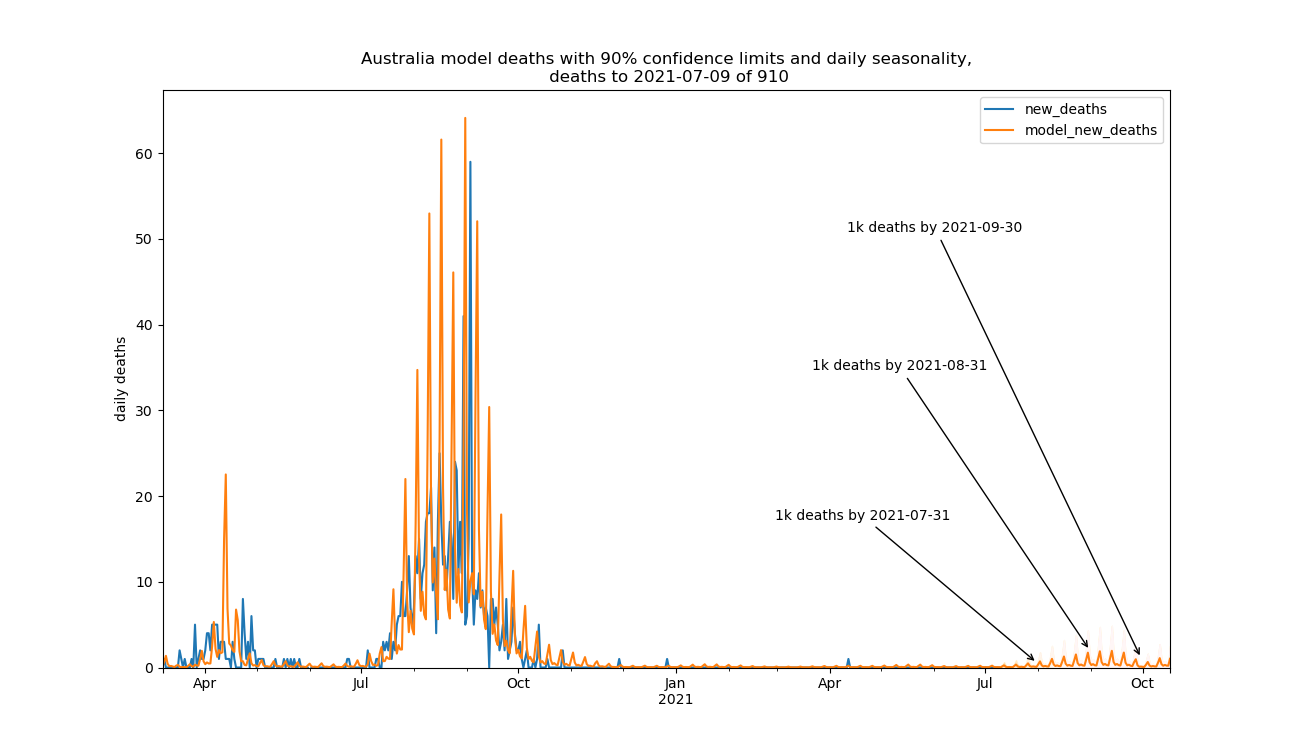 Australia model deaths with 90% confidence limits and daily seasonality,
deaths to 2021-07-09 of 910
new_deaths
model_new_deaths
60
50
40
30
20
10
0
daily deaths
1k deaths by 2021-09-30
1k deaths by 2021-08-31
1k deaths by 2021-07-31
Apr
Jul
Oct
Jan
2021
Apr
Jul
Oct